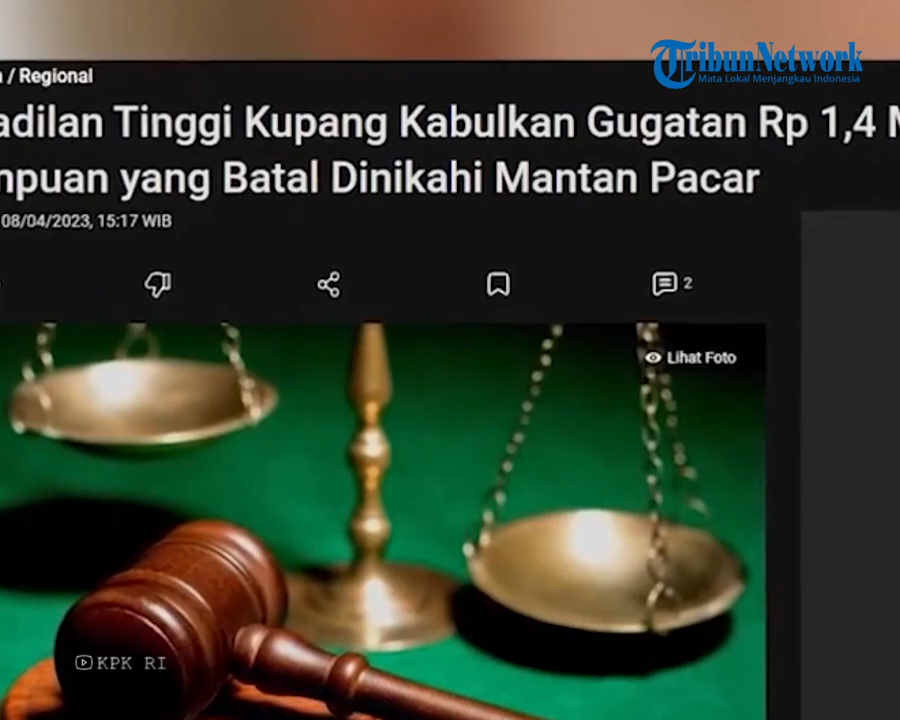 TribunNetwork
Mata Lokal Menjangkau Indonesia
/ Regional
adilan Tinggi Kupang Kabulkan Gugatan Rp 1,4 M
npuan yang Batal Dinikahi Mantan Pacar
08/04/2023, 15:17 WIB
2
Lihat Foto
KPK RI